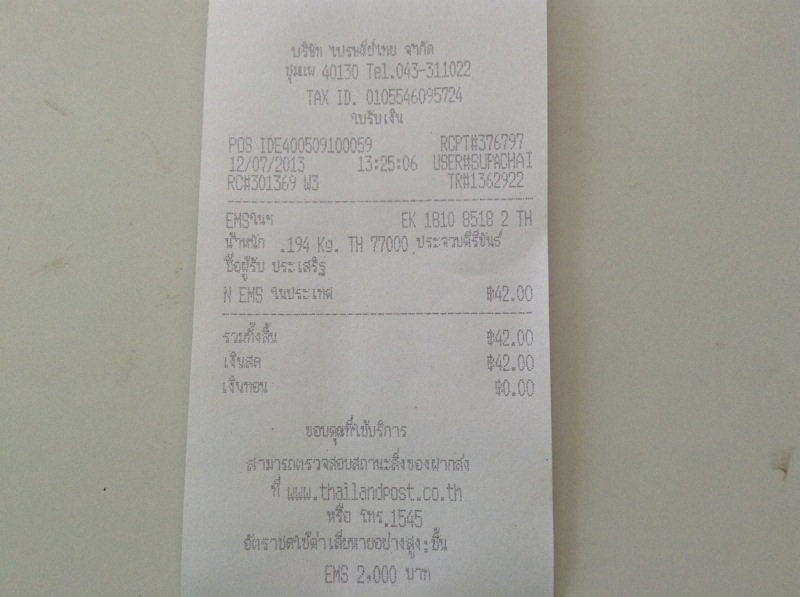 บริษัท ไปรษณีย์ไทย จำกัด
ชุมแพ 40130 Tel.043-311022
TAX ID. 0105546095724
ใบรับเงิน
POS IDE400509100059 RCPT#376797
12/07/2013 13:25:06 USER#SUPACHAI
RC#301369 W3 TR#1362922
EMSในฯ EK 1810 8518 2 TH
น้ำหนัก .194 Kg. TH 77000 ประจวบคีรีขันธ์
ชื่อผู้รับ ประเสริฐ
N EMS ในประเทศ ฿42.00
รวมทั้งสิ้น ฿42.00
เงินสด ฿42.00
เงินทอน ฿0.00
ขอบคุณที่ใช้บริการ
สามารถตรวจสอบสถานะสิ่งของฝากส่ง
ที่ www.thailandpost.co.th
หรือ โทร.1545
อัตราชดใช้ค่าเสียหายอย่างสูง:ชิ้น
EMS 2,000 บาท